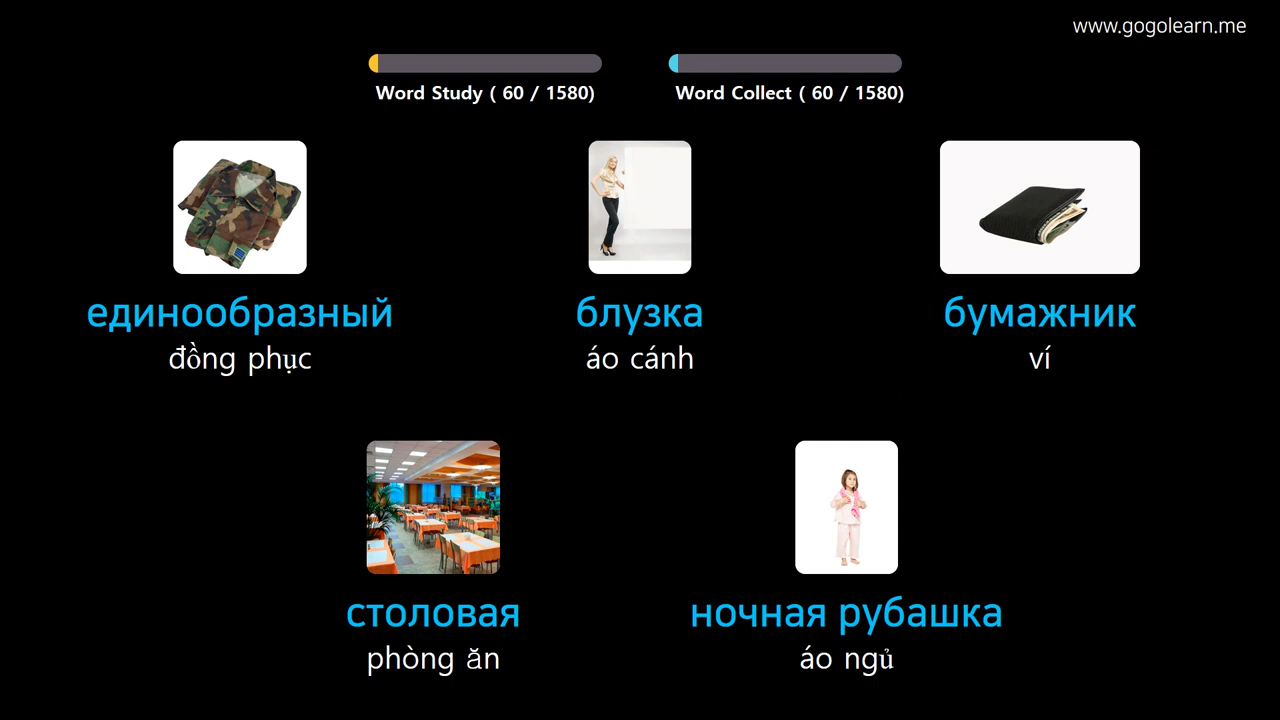 www.gogolearn.me
Word Study ( 60 / 1580)
Word Collect ( 60 / 1580)
единообразный
блузка
бумажник
đồng phục
áo cánh
ví
столовая
ночная рубашка
phòng ăn
áo ngủ